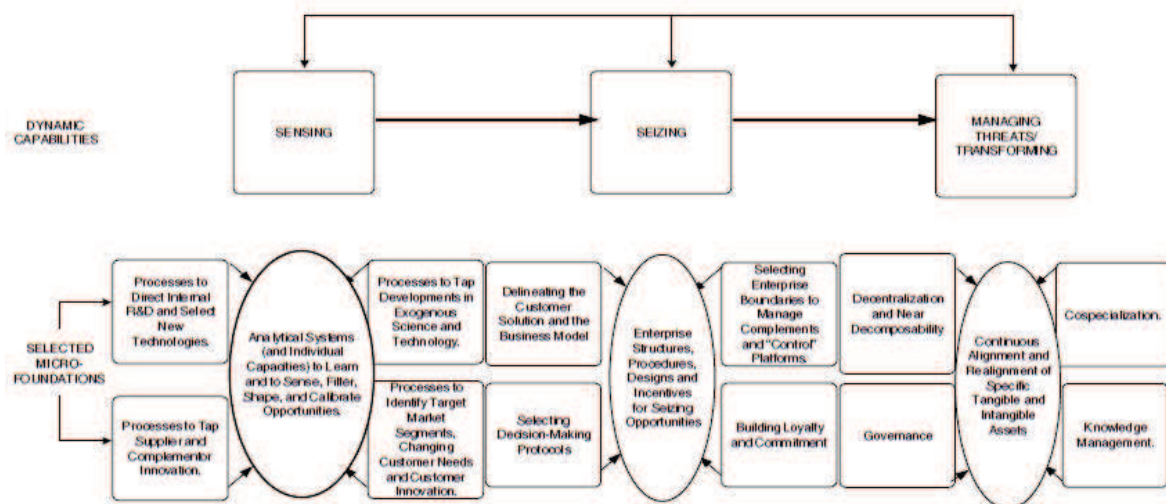 DYNAMIC
CAPABILITIES
SENSING
SEIZING
MANAGING
THREATS/
TRANSFORMING
SELECTED
MICRO-
FOUNDATIONS
Processes to
Direct Internal
R&D and Select
New
Technologies.
Processes to Tap
Supplier and
Complementor
Innovation.
Analytical Systems
(and Individual
Capacities) to Learn
and to Sense, Filter,
Shape, and Calibrate
Opportunities.
Processes to Tap
Developments in
Exogenous
Science and
Technology.
Processes to
Identify Target
Market
Segments,
Changing
Customer Needs
and Customer
Innovation.
Delineating the
Customer
Solution and the
Business Model
Selecting
Decision-Making
Protocols
Enterprise
Structures,
Procedures,
Designs and
Incentives
for Seizing
Opportunities
Selecting
Enterprise
Boundaries to
Manage
Complements
and "Control"
Platforms.
Building Loyalty
and Commitment
Decentralization
and Near
Decomposability
Governance
Continuous
Alignment and
Realignment of
Specific
Tangible and
Intangible
Assets
Cospecialization.
Knowledge
Management.